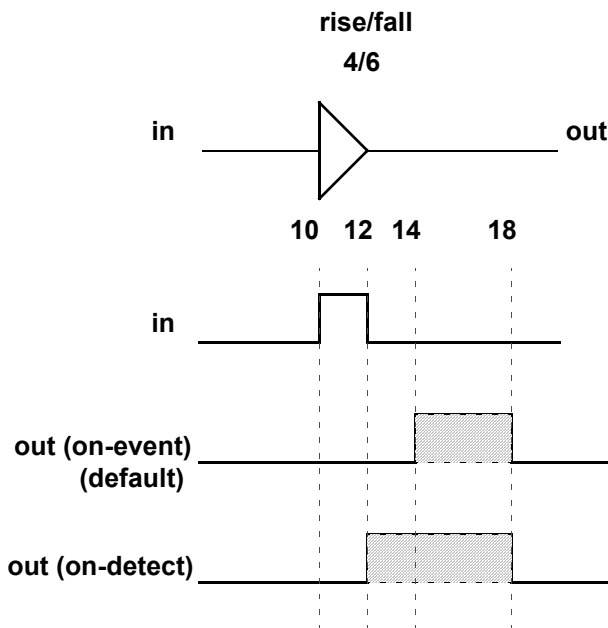 rise/fall
4/6
in
out
10 12 14 18
in
out (on-event)
(default)
out (on-detect)